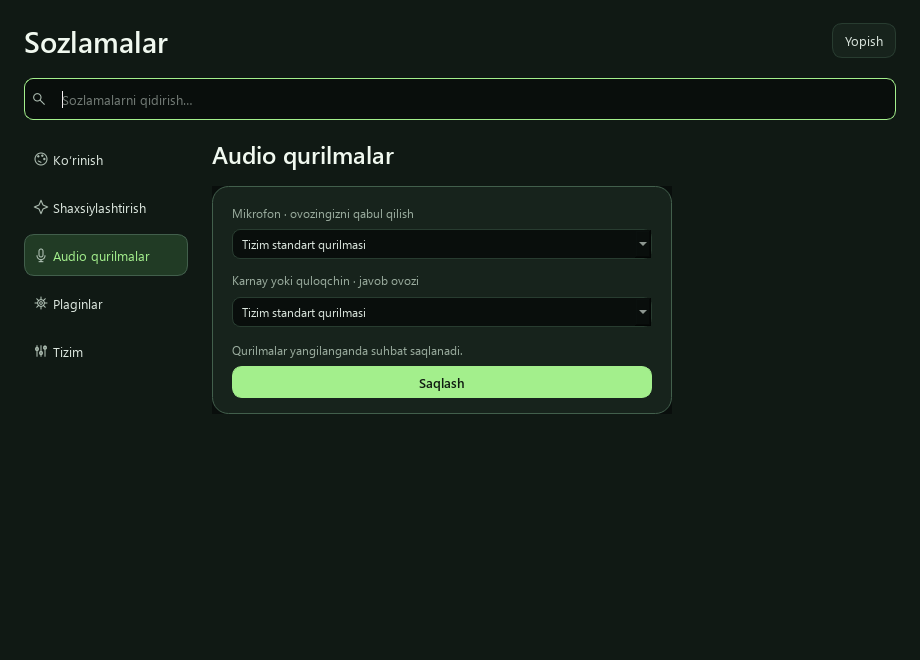 Sozlamalar
Yopish
Sozlamalarni qidirish...
Ko‘rinish
Shaxsiylashtirish
Audio qurilmalar
Plaginlar
Tizim
Audio qurilmalar
Mikrofon · ovozingizni qabul qilish
Tizim standart qurilmasi
Karnay yoki quloqchin · javob ovozi
Tizim standart qurilmasi
Qurilmalar yangilanganda suhbat saqlanadi.
Saqlash